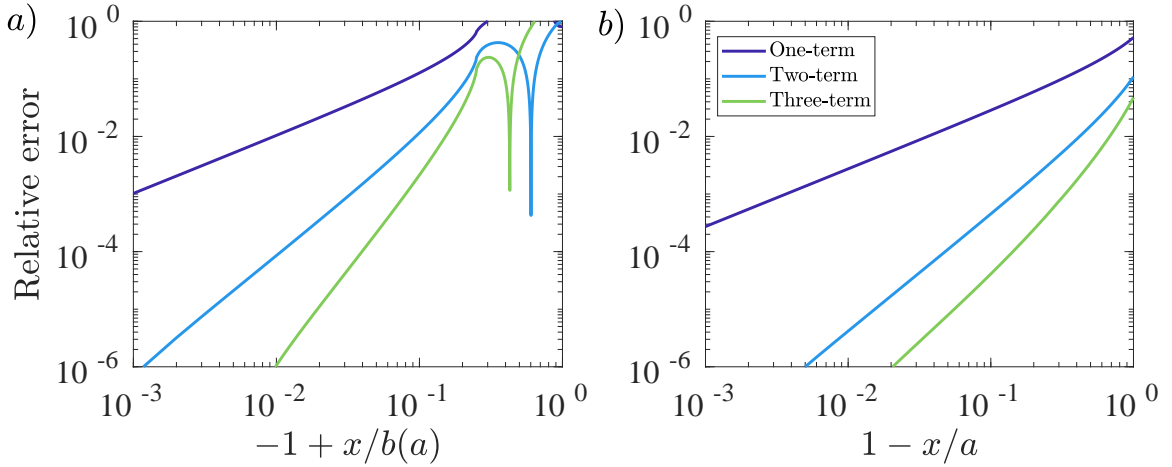 a)
Relative error
10^0
10^-2
10^-4
10^-6
10^-3
10^-2
10^-1
10^0
−1 + x/b(a)
b)
One-term
Two-term
Three-term
10^0
10^-2
10^-4
10^-6
10^-3
10^-2
10^-1
10^0
1 − x/a